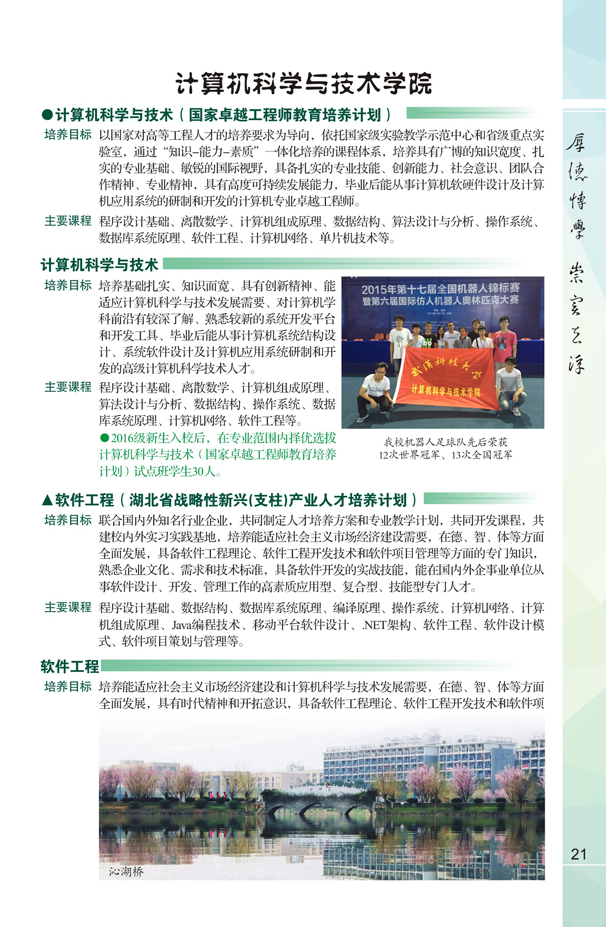 计算机科学与技术学院
●计算机科学与技术（国家卓越工程师教育培养计划）
培养目标 以国家对高等工程人才的培养要求为导向，依托国家级实验教学示范中心和省级重点实
验室，通过“知识–能力–素质”一体化培养的课程体系，培养具有广博的知识宽度、扎
实的专业基础、敏锐的国际视野，具备扎实的专业技能、创新能力、社会意识、团队合
作精神、专业精神，具有高度可持续发展能力，毕业后能从事计算机软硬件设计及计算
机应用系统的研制和开发的计算机专业卓越工程师。
主要课程 程序设计基础、离散数学、计算机组成原理、数据结构、算法设计与分析、操作系统、
数据库系统原理、软件工程、计算机网络、单片机技术等。
计算机科学与技术
培养目标 培养基础扎实、知识面宽、具有创新精神、能
适应计算机科学与技术发展需要、对计算机学
科前沿有较深了解、熟悉较新的系统开发平台
和开发工具、毕业后能从事计算机系统结构设
计、系统软件设计及计算机应用系统研制和开
发的高级计算机科学技术人才。
主要课程 程序设计基础、离散数学、计算机组成原理、
算法设计与分析、数据结构、操作系统、数据
库系统原理、计算机网络、软件工程等。
●2016级新生入校后，在专业范围内择优选拔
计算机科学与技术（国家卓越工程师教育培养
计划）试点班学生30人。
2015年第十七届全国机器人锦标赛
暨第六届国际仿人机器人奥林匹克大赛
武汉科技大学
计算机科学与技术学院
我校机器人足球队先后荣获
12次世界冠军、13次全国冠军
▲软件工程（湖北省战略性新兴(支柱)产业人才培养计划）
培养目标 联合国内外知名行业企业，共同制定人才培养方案和专业教学计划，共同开发课程，共
建校内外实习实践基地，培养能适应社会主义市场经济建设需要，在德、智、体等方面
全面发展，具备软件工程理论、软件工程开发技术和软件项目管理等方面的专门知识，
熟悉企业文化、需求和技术标准，具备软件开发的实战技能，能在国内外企事业单位从
事软件设计、开发、管理工作的高素质应用型、复合型、技能型专门人才。
主要课程 程序设计基础、数据结构、数据库系统原理、编译原理、操作系统、计算机网络、计算
机组成原理、Java编程技术、移动平台软件设计、.NET架构、软件工程、软件设计模
式、软件项目策划与管理等。
软件工程
培养目标 培养能适应社会主义市场经济建设和计算机科学与技术发展需要，在德、智、体等方面
全面发展，具有时代精神和开拓意识，具备软件工程理论、软件工程开发技术和软件项
沁湖桥
厚德博学 崇实去浮
21